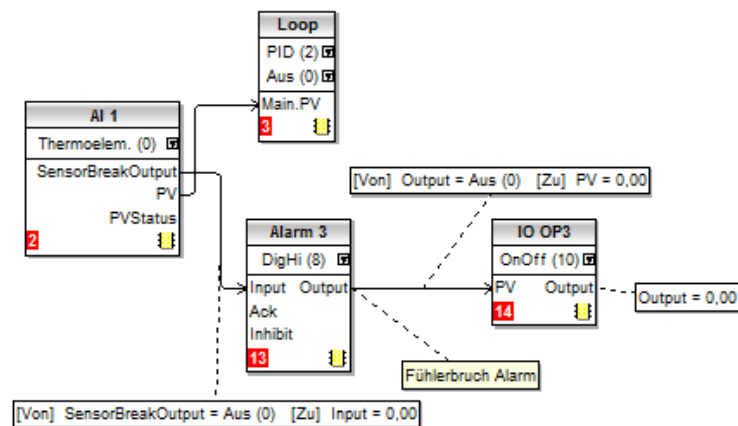 Loop
PID (2)
Aus (0)
Main.PV
3
AI 1
Thermoelem. (0)
SensorBreakOutput
PV
PVStatus
2
[Von] Output = Aus (0) [Zu] PV = 0,00
Alarm 3
DigHi (8)
Input Output
Ack
Inhibit
13
IO OP3
OnOff (10)
PV Output
14
Output = 0,00
Fühlerbruch Alarm
[Von] SensorBreakOutput = Aus (0) [Zu] Input = 0,00